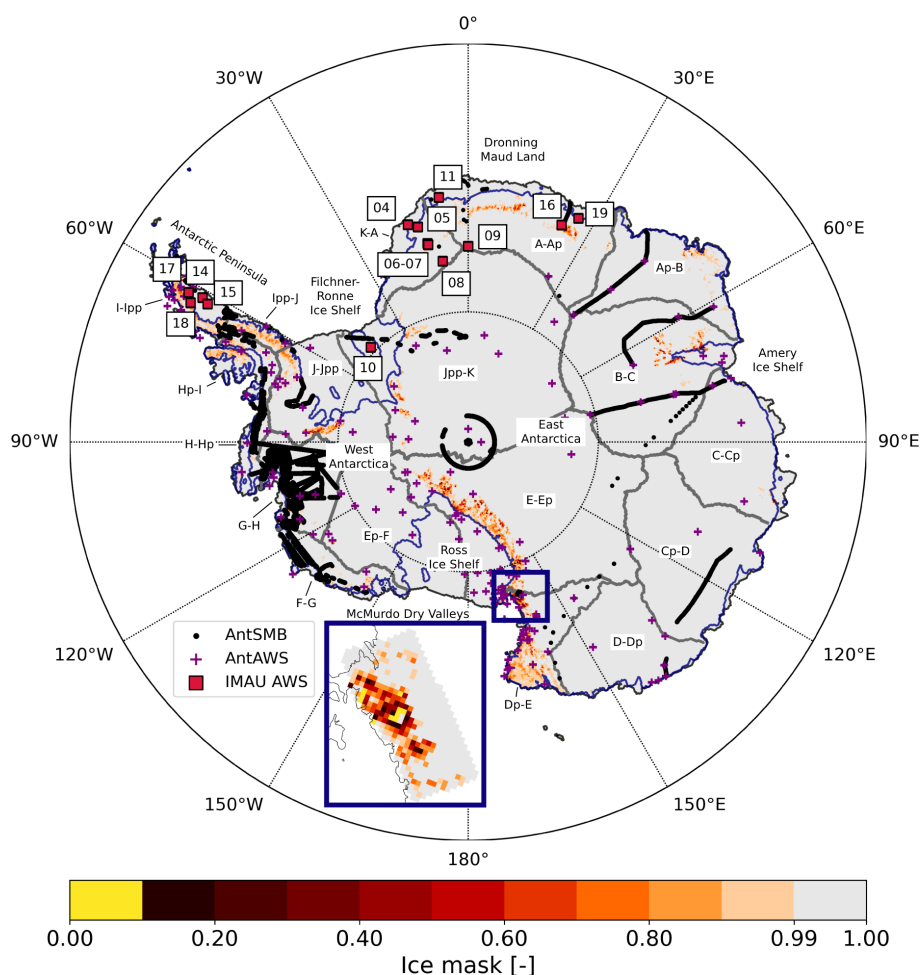 0°
30°W
30°E
Dronning
Maud Land
11
04
05
16
19
60°W
K-A
09
A-Ap
60°E
Antarctic Peninsula
06-07
Ap-B
17
14
Filchner-
Ronne
Ice Shelf
08
15
Ipp-J
I-Ipp
18
Amery
Ice Shelf
J-Jpp
10
Jpp-K
B-C
Hp-I
90°W
H-Hp
West
Antarctica
East
Antarctica
90°E
C-Cp
G-H
E-Ep
Ep-F
Ross
Ice Shelf
Cp-D
F-G
McMurdo Dry Valleys
AntSMB
AntAWS
IMAU AWS
D-Dp
120°W
120°E
Dp-E
150°W
150°E
180°
0.00 0.20 0.40 0.60 0.80 0.99 1.00
Ice mask [-]